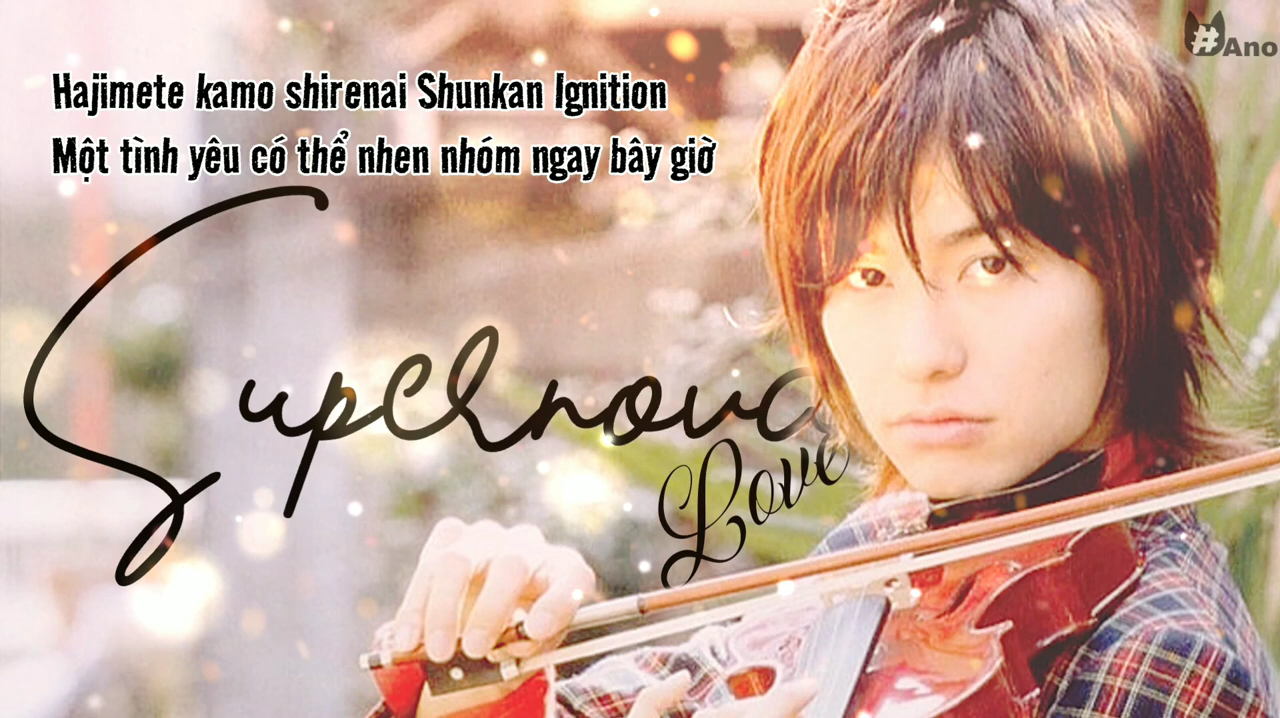 #Ano
Hajimete kamo shirenai Shunkan Ignition
Một tình yêu có thể nhen nhóm ngay bây giờ
Supernova
Love